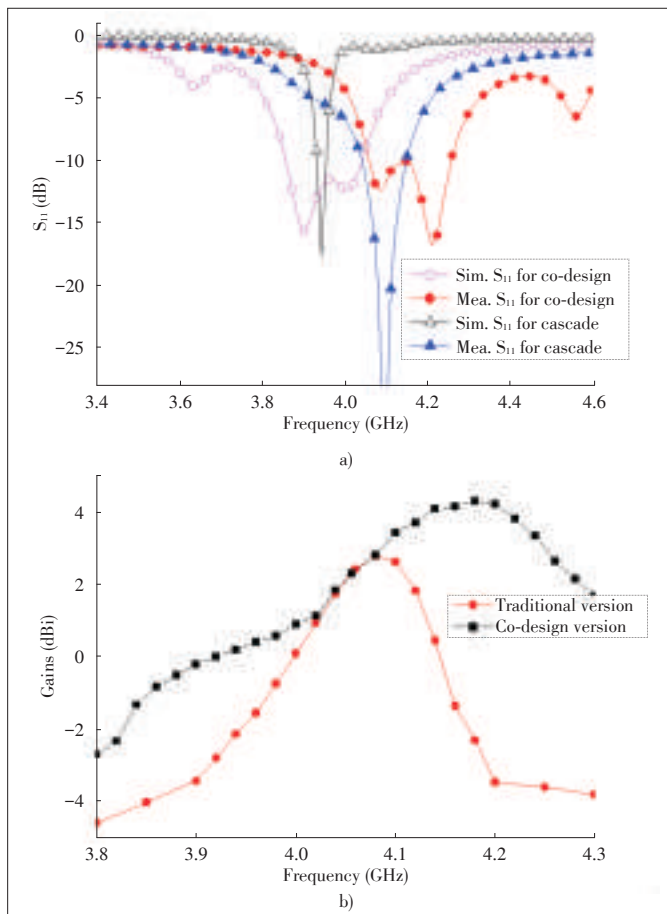 0
−5
−10
−15
−20
−25
S₁₁ (dB)
Sim. S₁₁ for co-design
Mea. S₁₁ for co-design
Sim. S₁₁ for cascade
Mea. S₁₁ for cascade
3.4 3.6 3.8 4.0 4.2 4.4 4.6
Frequency (GHz)
a)
4
2
0
−2
−4
Gains (dBi)
Traditional version
Co-design version
3.8 3.9 4.0 4.1 4.2 4.3
Frequency (GHz)
b)